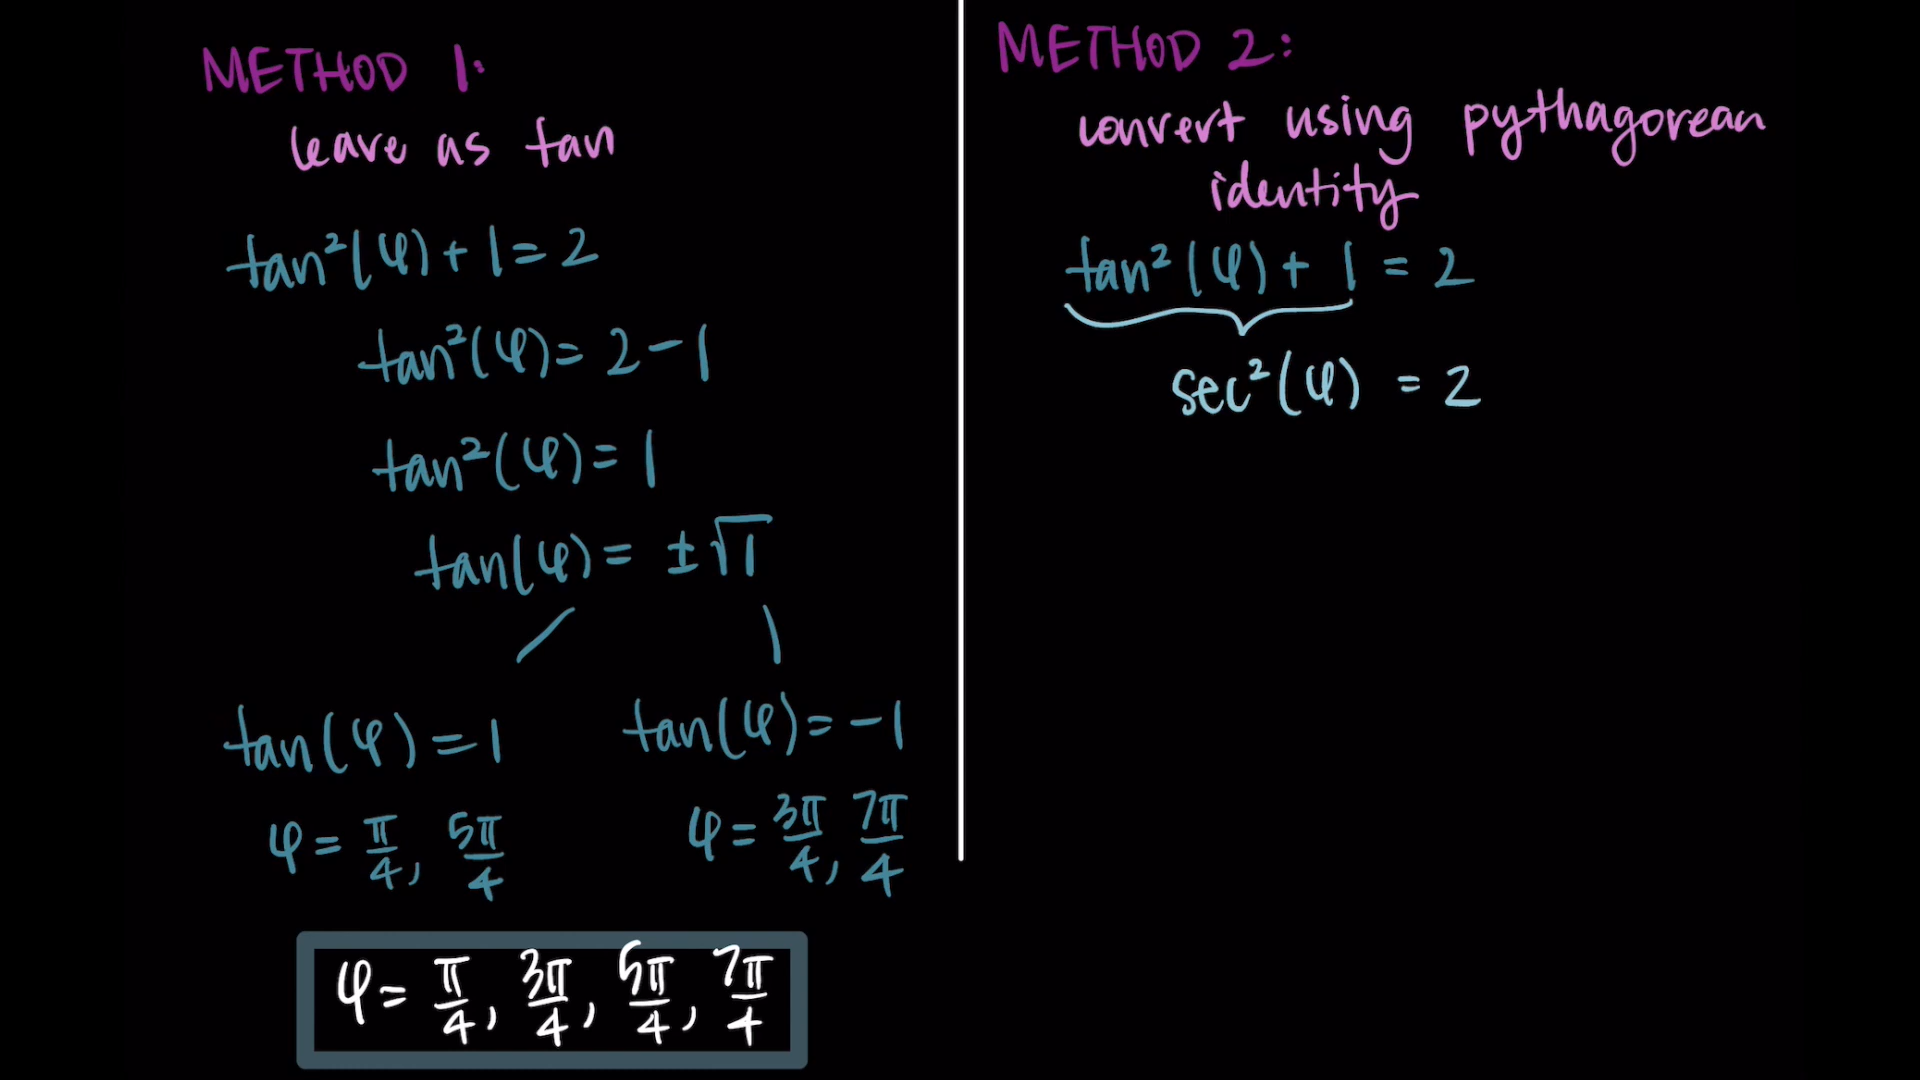 METHOD 1:
leave as tan
tan²(φ) + 1 = 2
tan²(φ) = 2 - 1
tan²(φ) = 1
tan(φ) = ±√1
tan(φ) = 1
φ = π/4, 5π/4
tan(φ) = -1
φ = 3π/4, 7π/4
φ = π/4, 3π/4, 5π/4, 7π/4
METHOD 2:
convert using pythagorean
identity
tan²(φ) + 1 = 2
sec²(φ) = 2